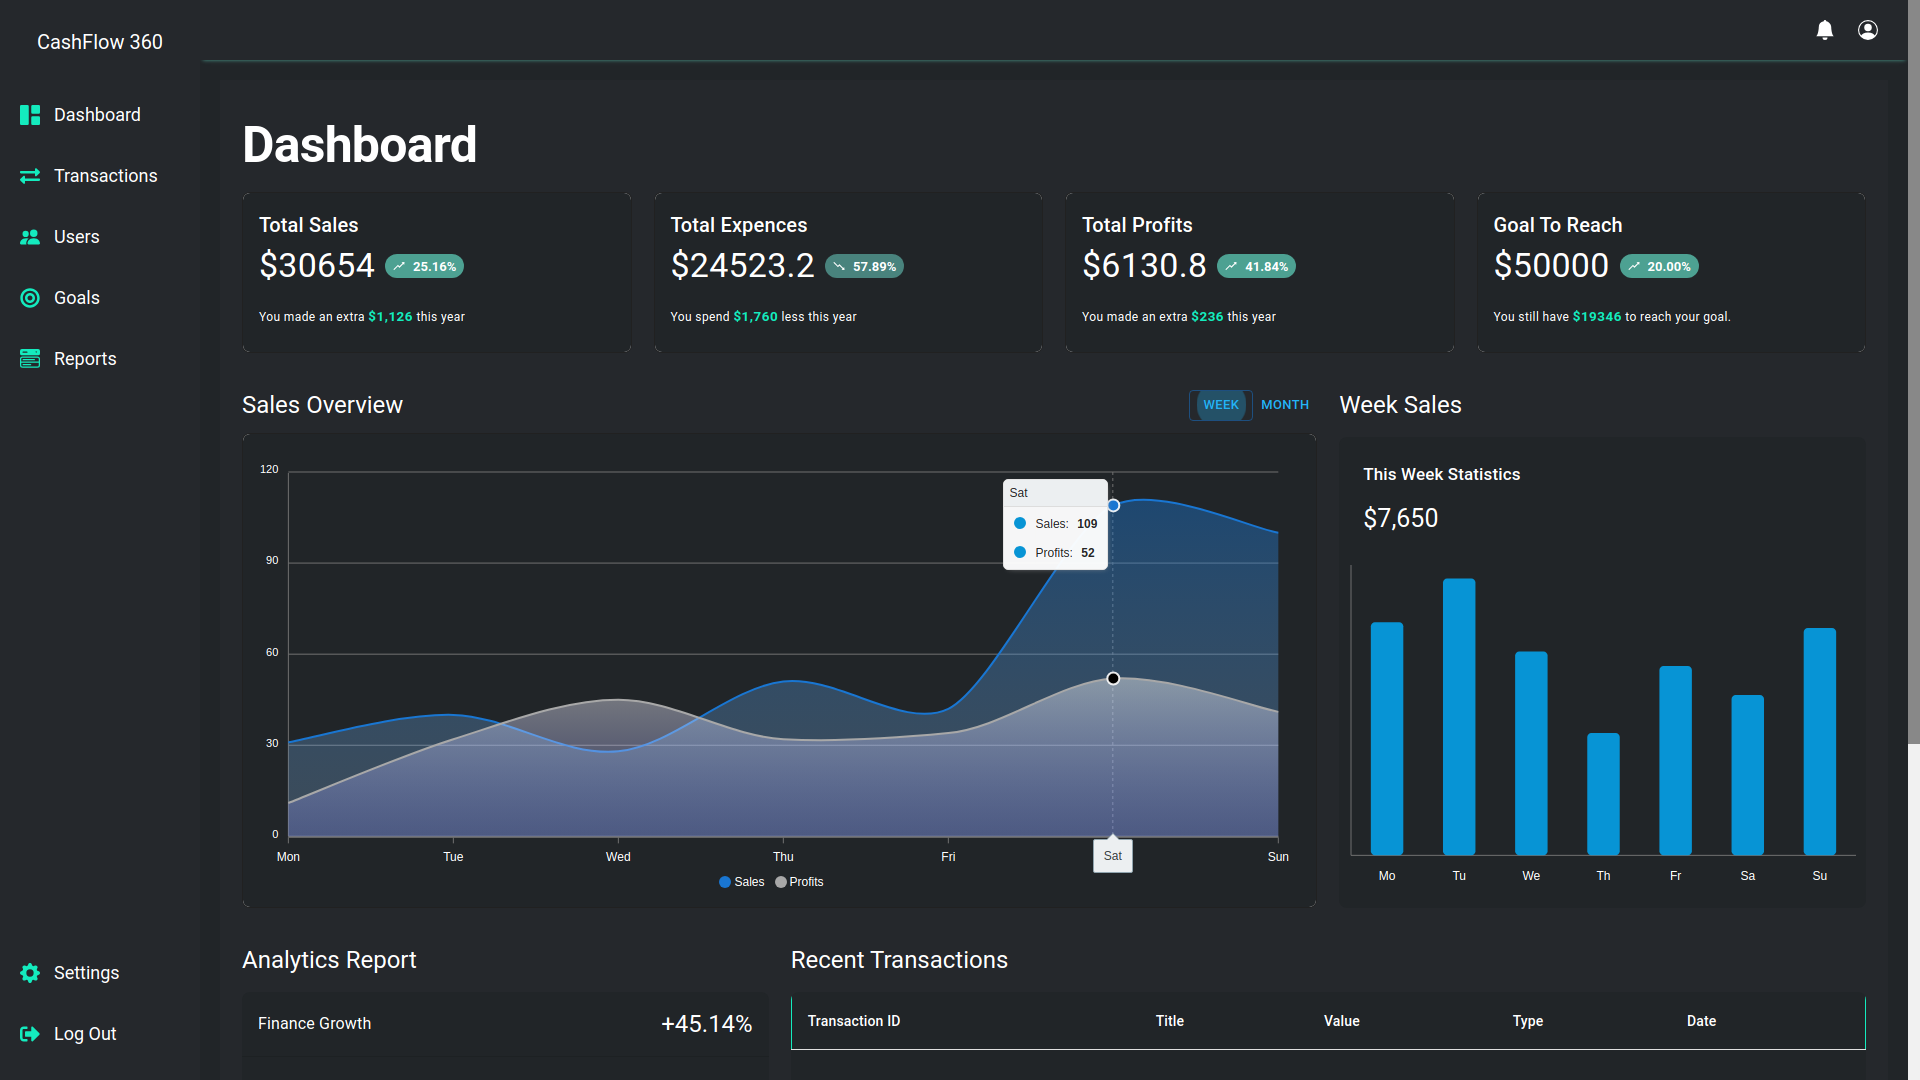 CashFlow 360
Dashboard
Transactions
Users
Goals
Reports
Settings
Log Out
Dashboard
Total Sales
$30654 25.16%
You made an extra $1,126 this year
Total Expences
$24523.2 57.89%
You spend $1,760 less this year
Total Profits
$6130.8 41.84%
You made an extra $236 this year
Goal To Reach
$50000 20.00%
You still have $19346 to reach your goal.
Sales Overview
WEEK MONTH
120
90
60
30
0
Sat
Sales: 109
Profits: 52
Mon Tue Wed Thu Fri Sat Sun
Sales Profits
Week Sales
This Week Statistics
$7,650
Mo Tu We Th Fr Sa Su
Analytics Report
Finance Growth +45.14%
Recent Transactions
Transaction ID Title Value Type Date